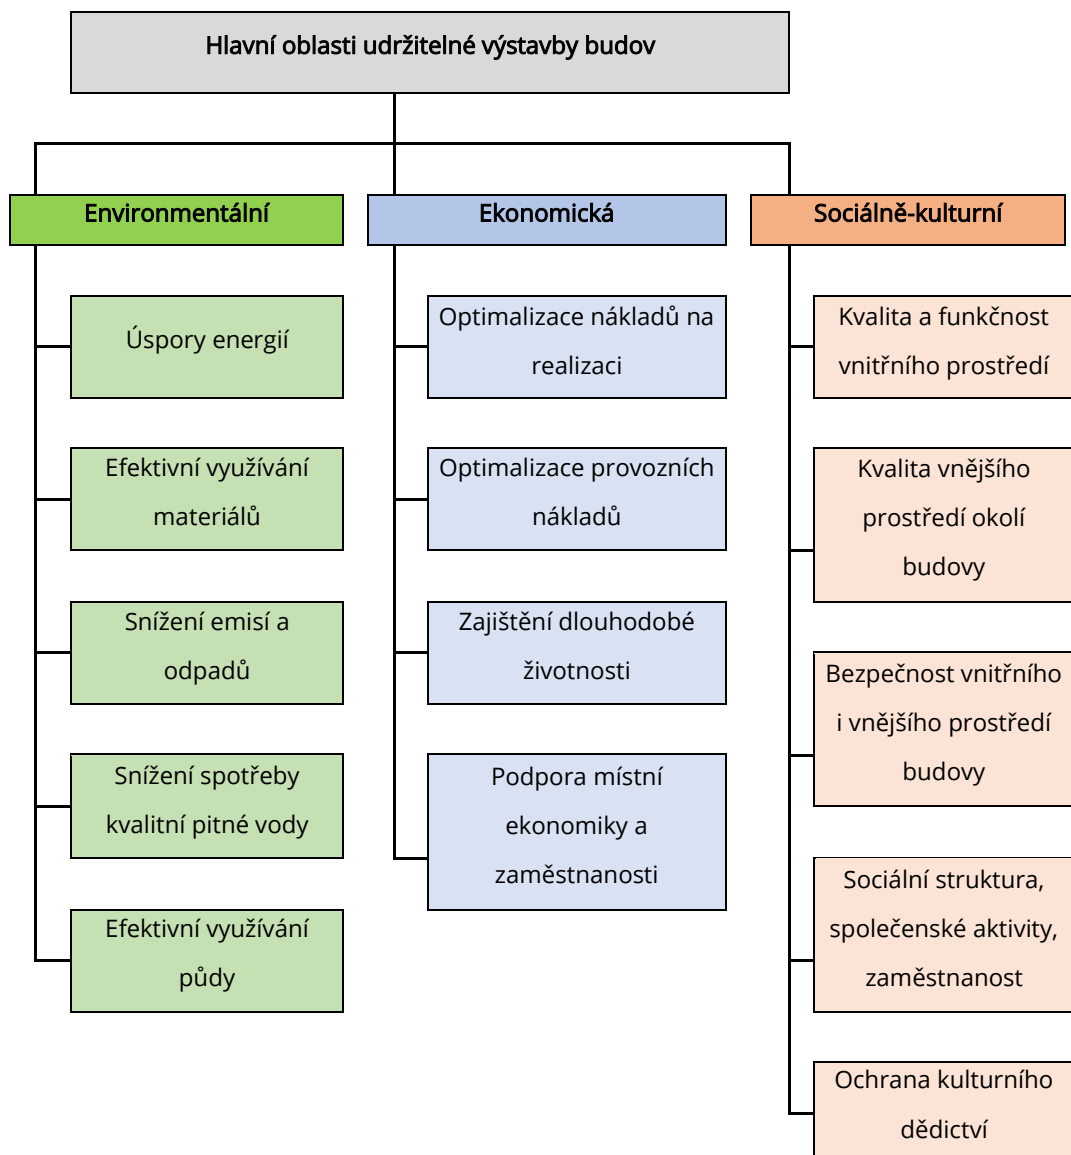 Hlavní oblasti udržitelné výstavby budov
Environmentální
Úspory energií
Efektivní využívání
materiálů
Snížení emisí a
odpadů
Snížení spotřeby
kvalitní pitné vody
Efektivní využívání
půdy
Ekonomická
Optimalizace nákladů na
realizaci
Optimalizace provozních
nákladů
Zajištění dlouhodobé
životnosti
Podpora místní
ekonomiky a
zaměstnanosti
Sociálně-kulturní
Kvalita a funkčnost
vnitřního prostředí
Kvalita vnějšího
prostředí okolí
budovy
Bezpečnost vnitřního
i vnějšího prostředí
budovy
Sociální struktura,
společenské aktivity,
zaměstnanost
Ochrana kulturního
dědictví